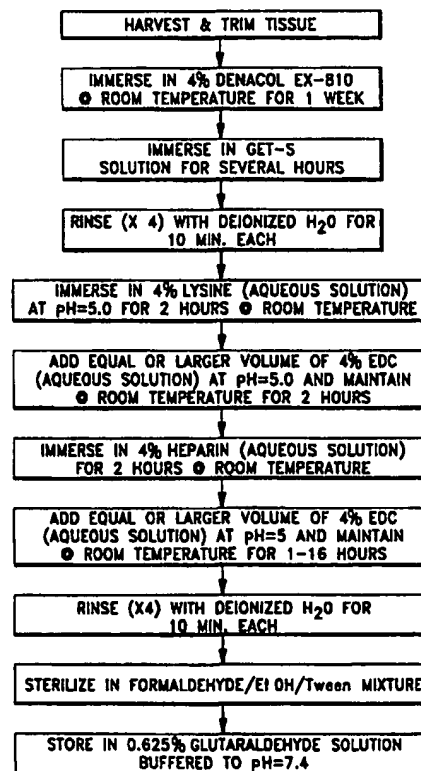 HARVEST & TRIM TISSUE
IMMERSE IN 4% DENACOL EX-810
@ ROOM TEMPERATURE FOR 1 WEEK
IMMERSE IN GET-S
SOLUTION FOR SEVERAL HOURS
RINSE (X 4) WITH DEIONIZED H₂O FOR
10 MIN. EACH
IMMERSE IN 4% LYSINE (AQUEOUS SOLUTION)
AT pH=5.0 FOR 2 HOURS @ ROOM TEMPERATURE
ADD EQUAL OR LARGER VOLUME OF 4% EDC
(AQUEOUS SOLUTION) AT pH=5.0 AND MAINTAIN
@ ROOM TEMPERATURE FOR 2 HOURS
IMMERSE IN 4% HEPARIN (AQUEOUS SOLUTION)
FOR 2 HOURS @ ROOM TEMPERATURE
ADD EQUAL OR LARGER VOLUME OF 4% EDC
(AQUEOUS SOLUTION) AT pH=5 AND MAINTAIN
@ ROOM TEMPERATURE FOR 1-16 HOURS
RINSE (X4) WITH DEIONIZED H₂O FOR
10 MIN. EACH
STERILIZE IN FORMALDEHYDE/EtOH/Tween MIXTURE
STORE IN 0.625% GLUTARALDEHYDE SOLUTION
BUFFERED TO pH=7.4